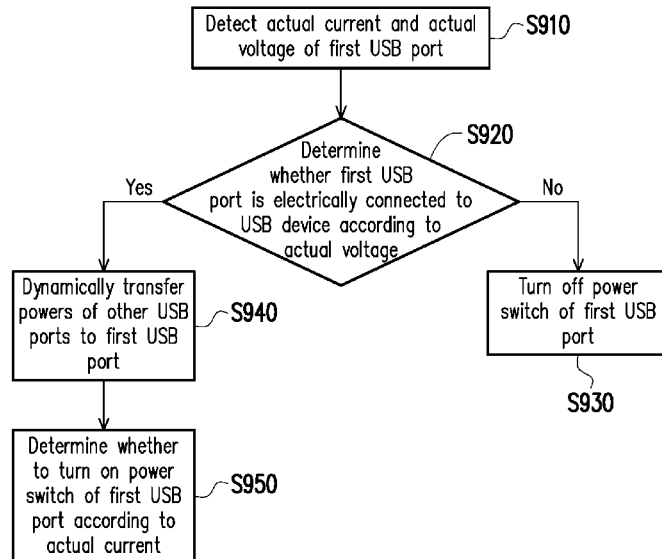 Detect actual current and actual
voltage of first USB port
S910
S920
Determine
whether first USB
port is electrically connected to
USB device according to
actual voltage
Yes
No
Dynamically transfer
powers of other USB
ports to first USB
port
S940
Turn off power
switch of first USB
port
S930
Determine whether
to turn on power
switch of first USB
port according to
actual current
S950